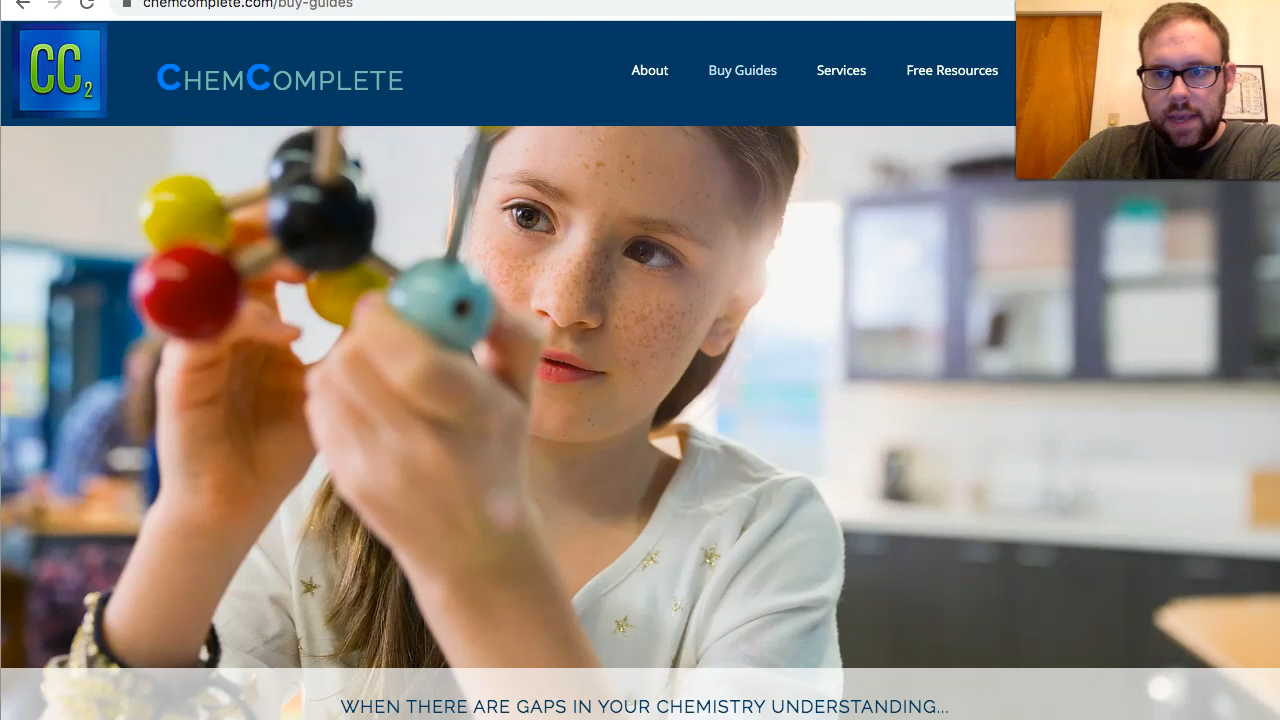 chemcomplete.com/buy-guides
CC2
CHEMCOMPLETE
About
Buy Guides
Services
Free Resources
WHEN THERE ARE GAPS IN YOUR CHEMISTRY UNDERSTANDING...